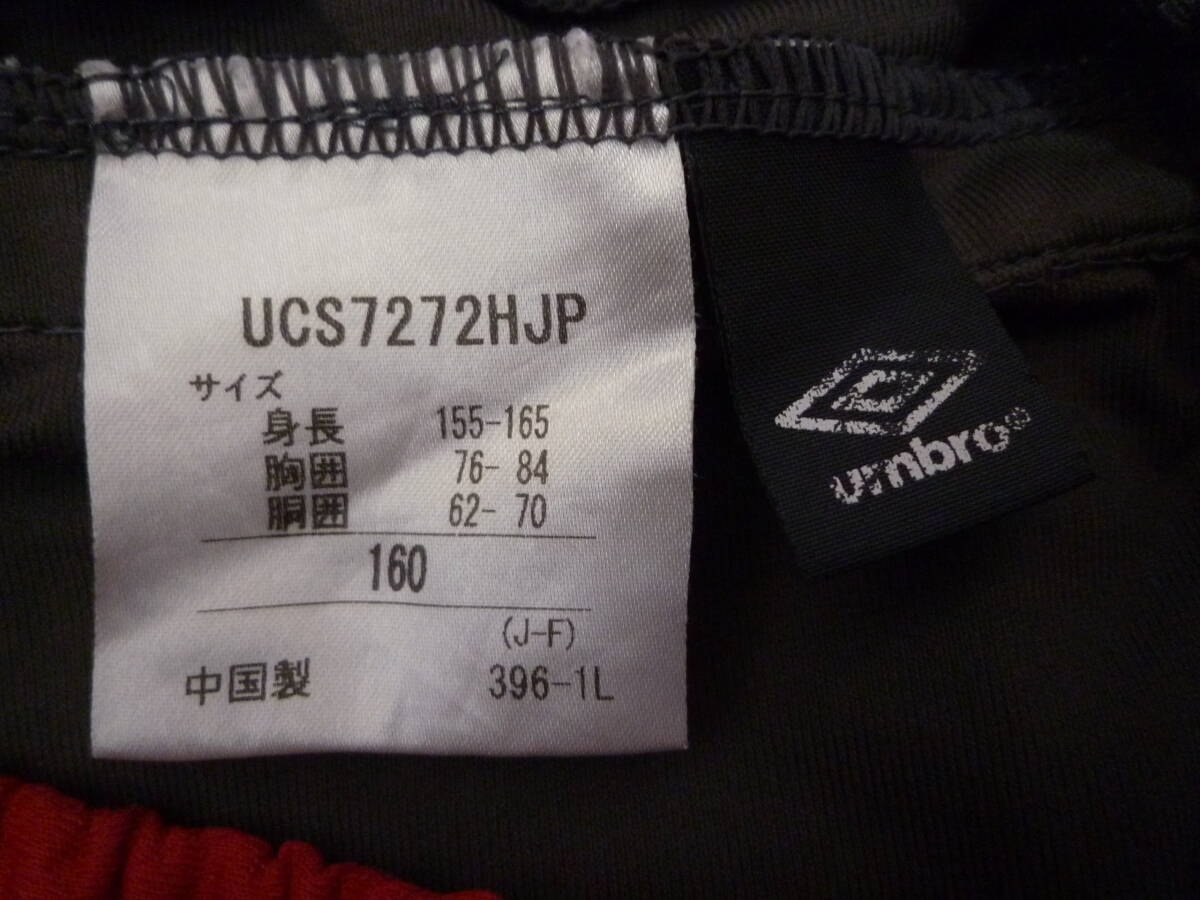 UCS7272HJP
サイズ
身長 155-165
胸囲 76- 84
胴囲 62- 70
160
(J-F)
中国製 396-1L
umbro®